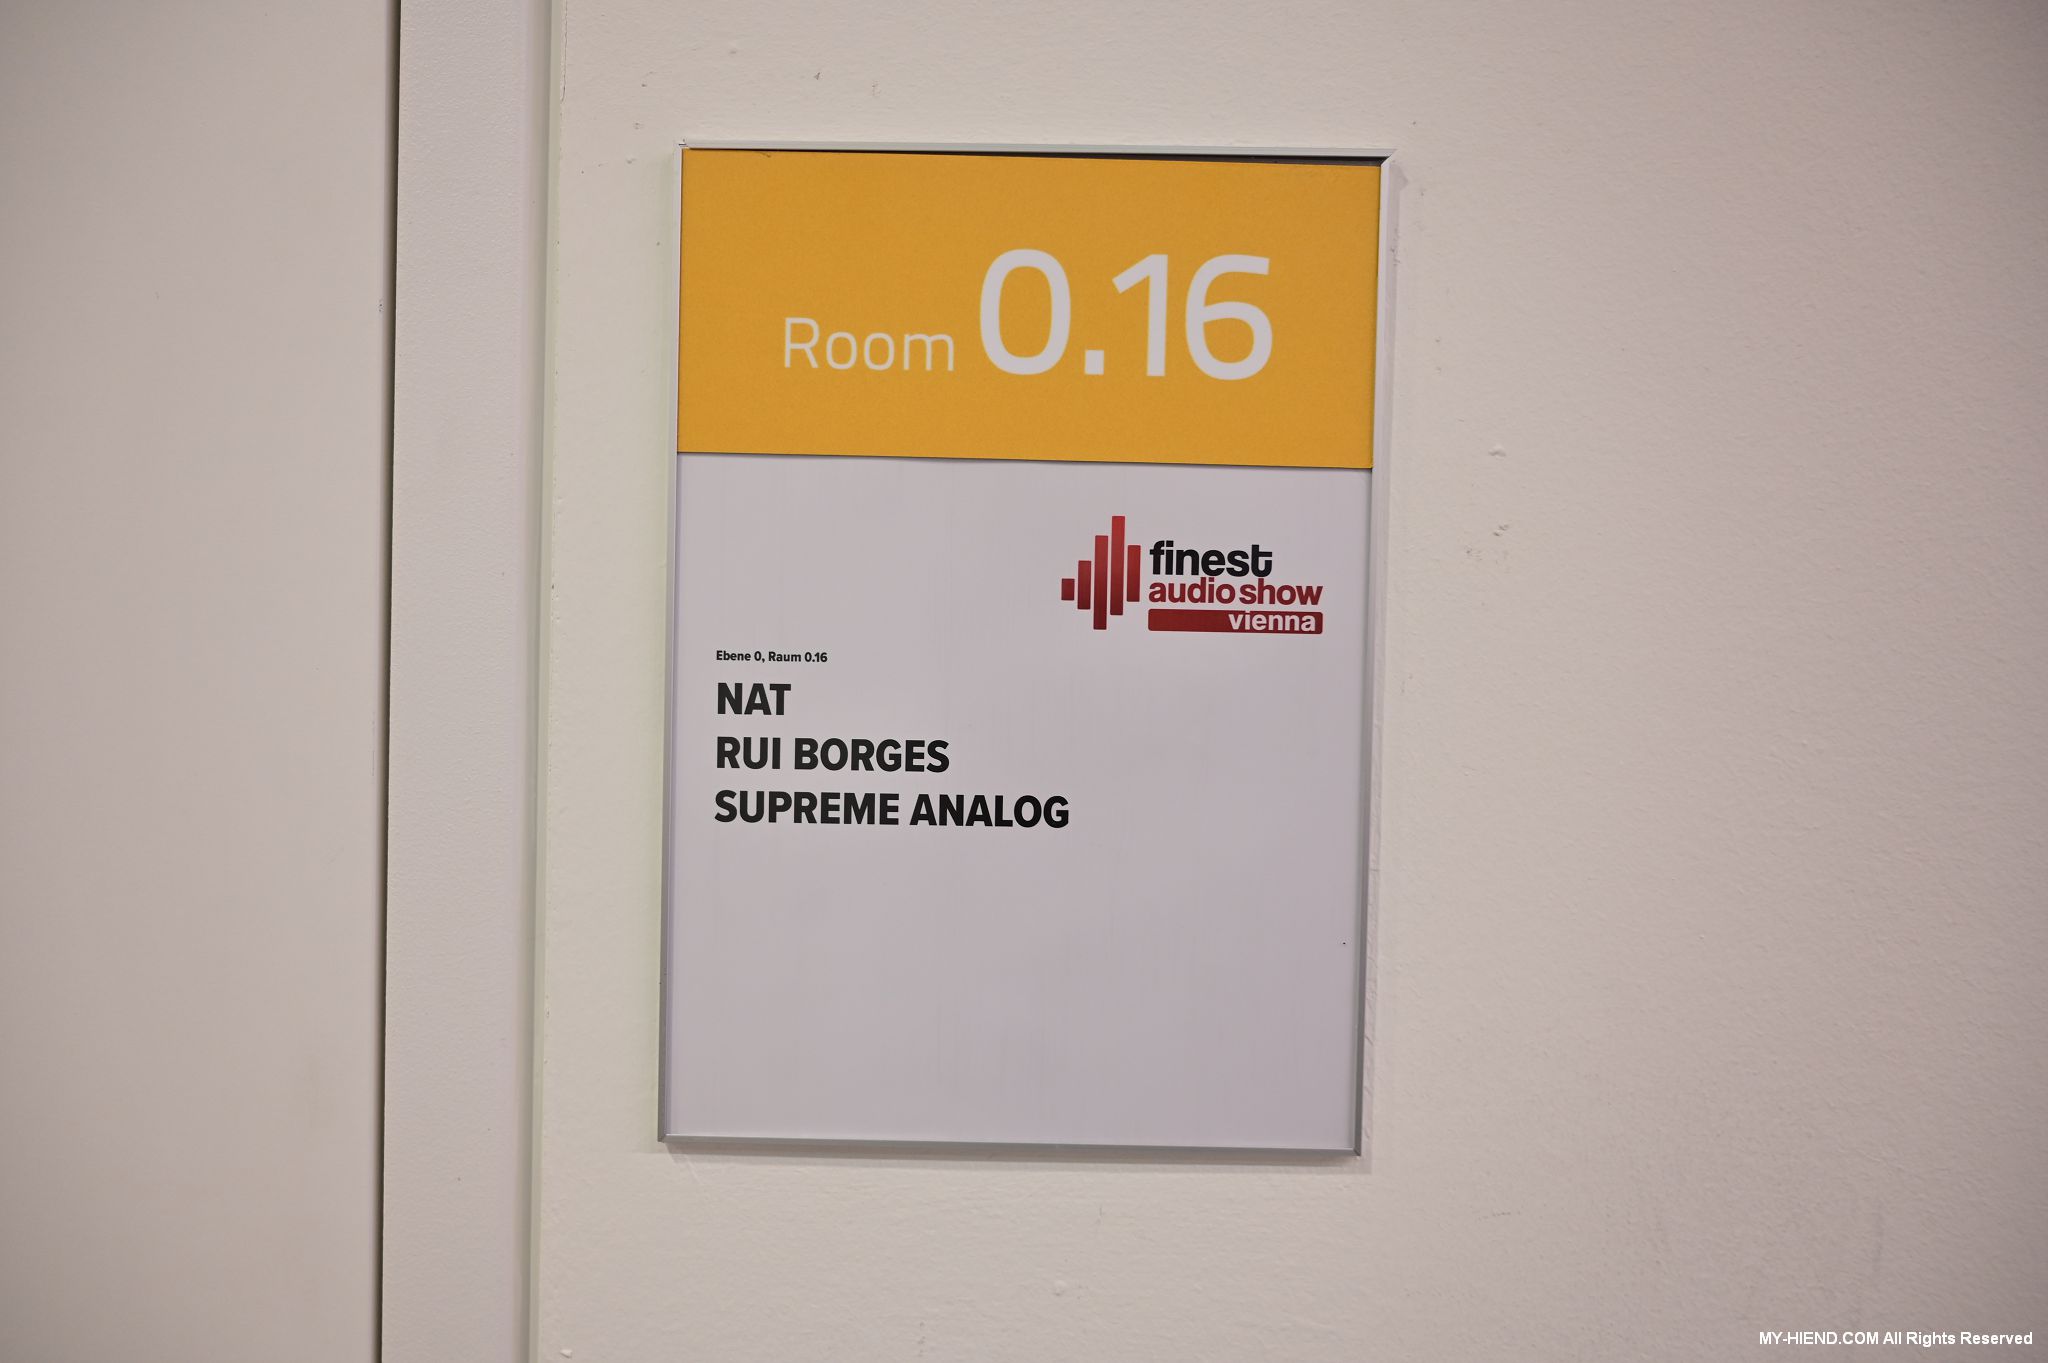 Room 0.16
finest
audio show
vienna
Ebene 0, Raum 0.16
NAT
RUI BORGES
SUPREME ANALOG
MY-HIEND.COM All Rights Reserved